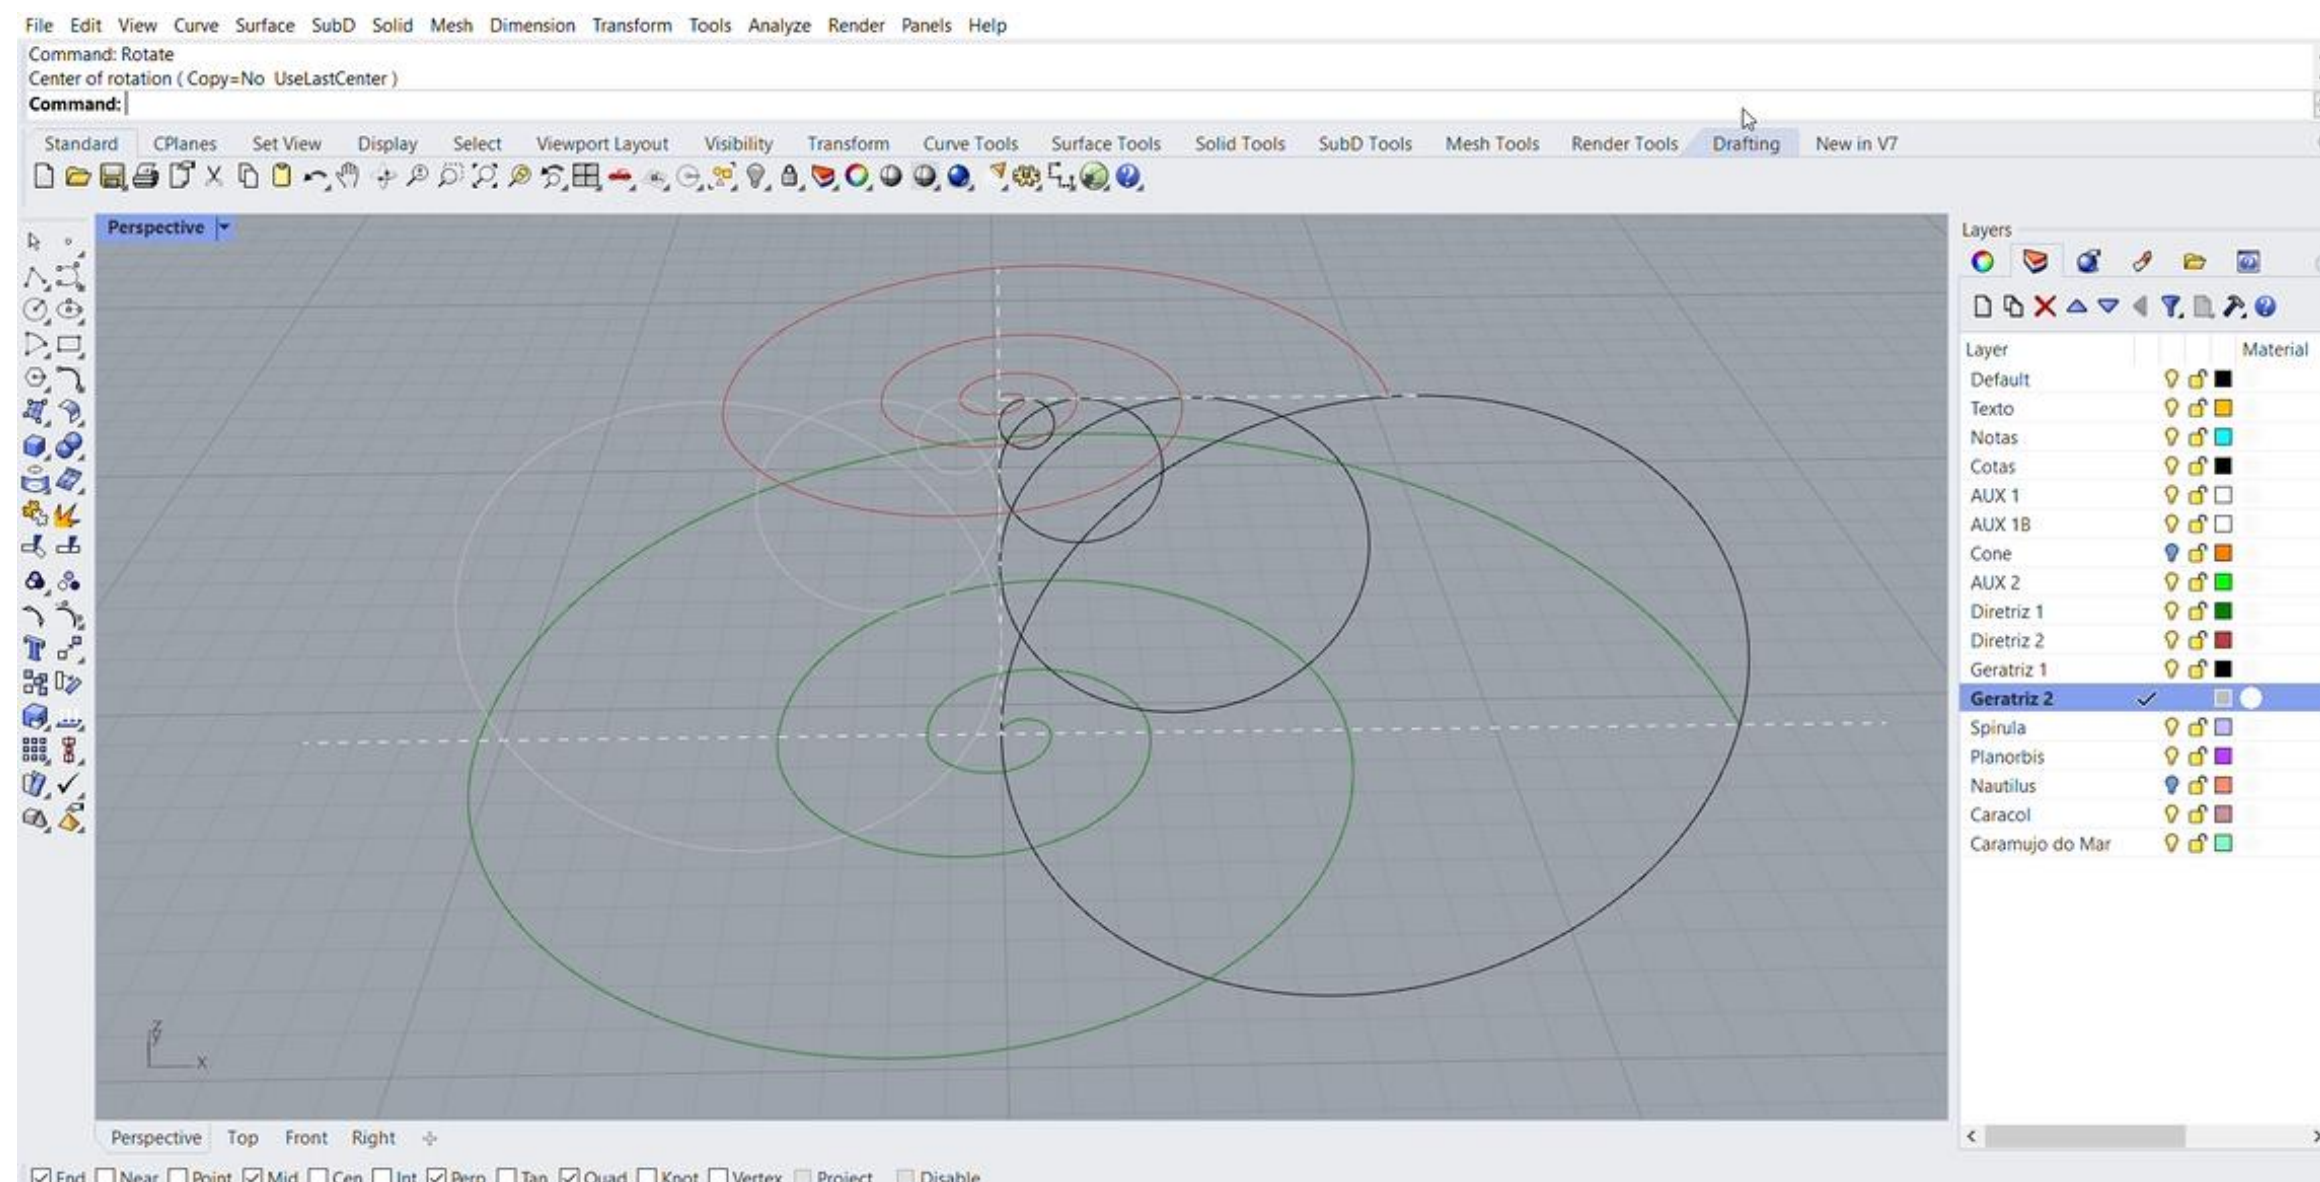 File Edit View Curve Surface SubD Solid Mesh Dimension Transform Tools Analyze Render Panels Help
Command: Rotate
Center of rotation ( Copy=No UseLastCenter )
Command:
Standard CPlanes Set View Display Select Viewport Layout Visibility Transform Curve Tools Surface Tools Solid Tools SubD Tools Mesh Tools Render Tools Drafting New in V7
Perspective
Layers
Layer Material
Default
Texto
Notas
Cotas
AUX 1
AUX 1B
Cone
AUX 2
Diretriz 1
Diretriz 2
Geratriz 1
Geratriz 2
Spirula
Planorbis
Nautilus
Caracol
Caramujo do Mar
z
y
x
Perspective Top Front Right
End Near Point Mid Cen Int Perp Tan Quad Knot Vertex Project Disable